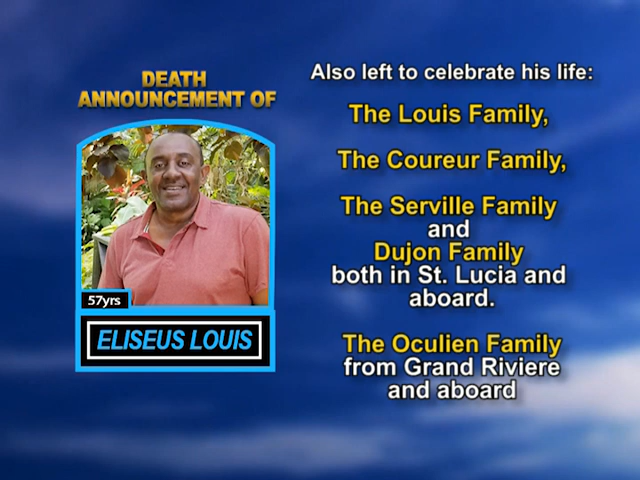 DEATH
ANNOUNCEMENT OF
57yrs
ELISEUS LOUIS
Also left to celebrate his life:
The Louis Family,
The Coureur Family,
The Serville Family
and
Dujon Family
both in St. Lucia and
aboard.
The Oculien Family
from Grand Riviere
and aboard